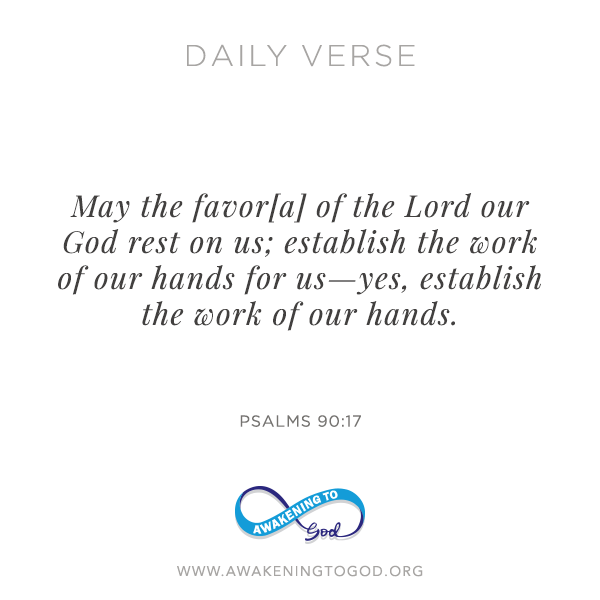 DAILY VERSE
May the favor[a] of the Lord our
God rest on us; establish the work
of our hands for us—yes, establish
the work of our hands.
PSALMS 90:17
AWAKENING TO
God
WWW.AWAKENINGTOGOD.ORG